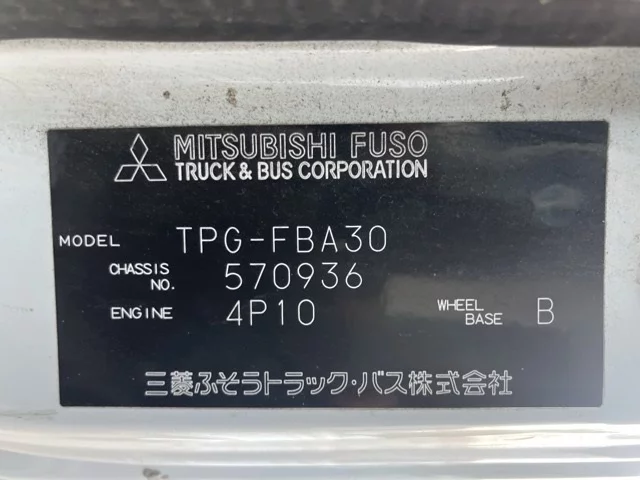 MITSUBISHI FUSO
TRUCK & BUS CORPORATION
MODEL TPG-FBA30
CHASSIS NO. 570936
ENGINE 4P10 WHEEL BASE B
三菱ふそうトラック・バス株式会社